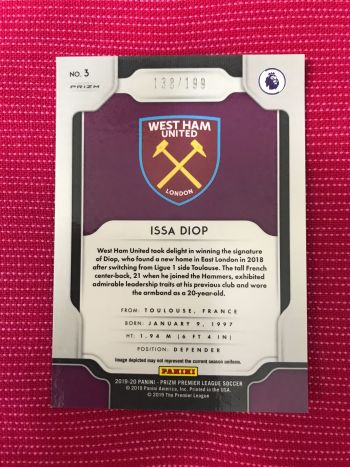 NO. 3
PRIZM
138/199
WEST HAM
UNITED
LONDON
ISSA DIOP
West Ham United took delight in winning the signature
of Diop, who found a new home in East London in 2018
after switching from Ligue 1 side Toulouse. The tall French
center-back, 21 when he joined the Hammers, exhibited
admirable leadership traits at his previous club and wore
the armband as a 20-year-old.
FROM: TOULOUSE, FRANCE
BORN: JANUARY 9, 1997
HT: 1.94 M (6 FT 4 IN)
POSITION: DEFENDER
Image depicted may not represent the current season uniform.
PANINI
2019-20 PANINI - PRIZM PREMIER LEAGUE SOCCER
© 2019 Panini America, Inc. Printed in the USA.
© 2019 The Premier League